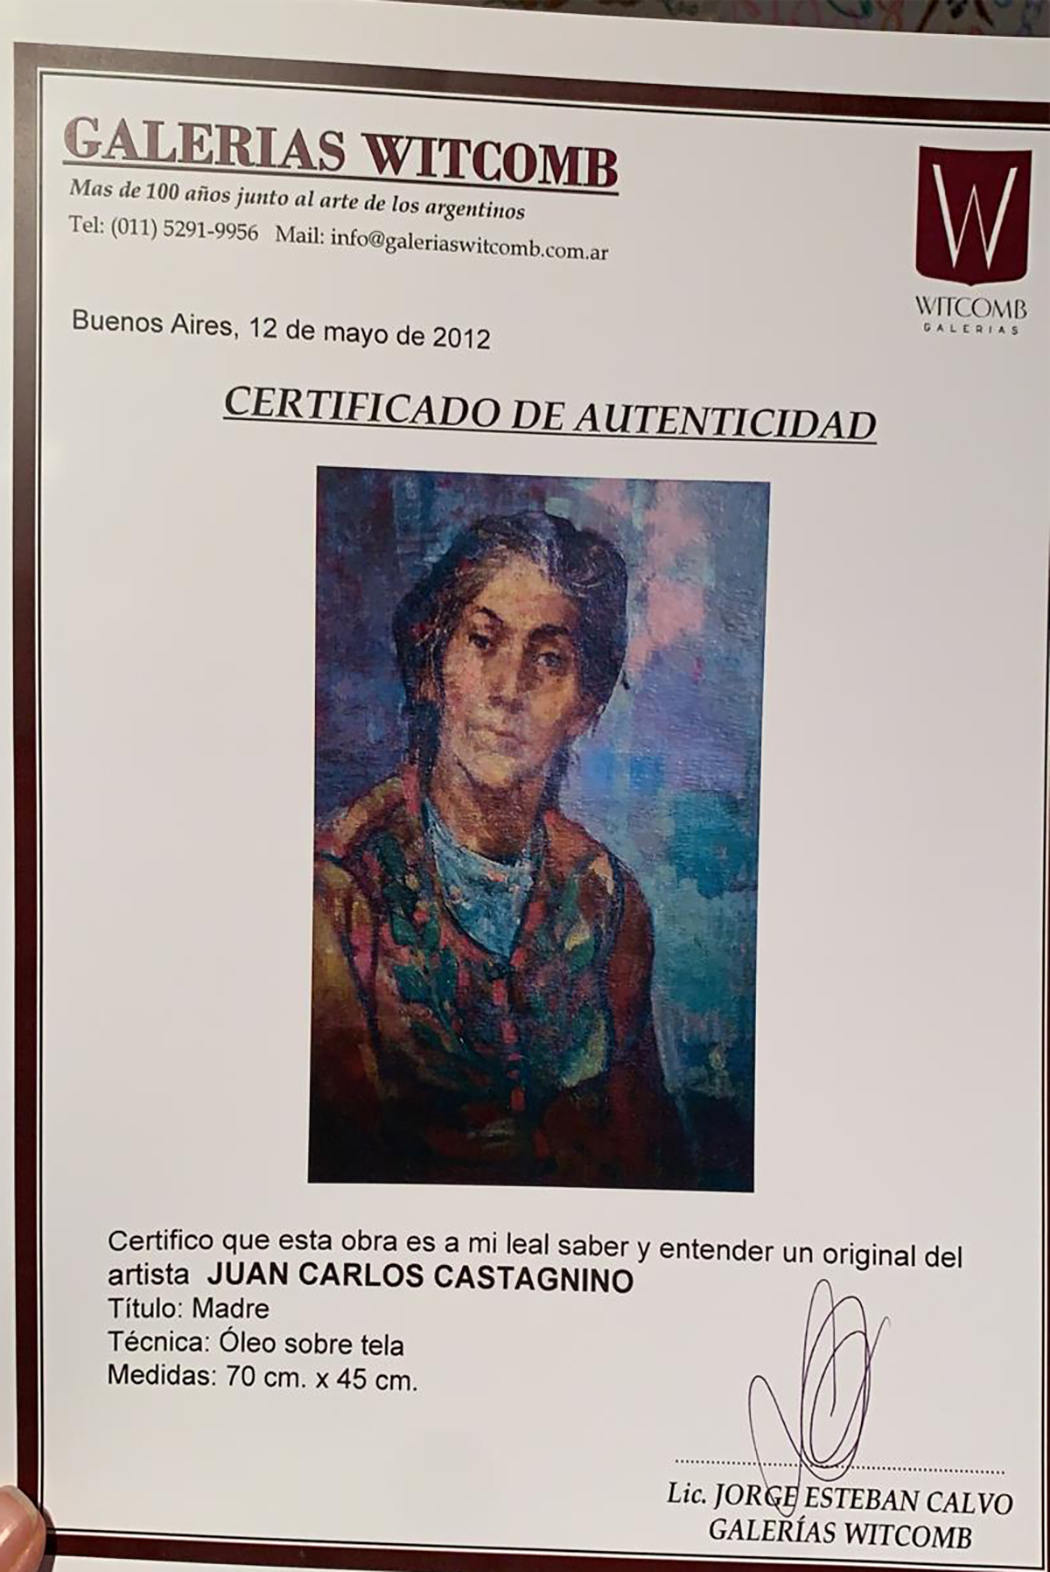 GALERIAS WITCOMB
Mas de 100 años junto al arte de los argentinos
Tel: (011) 5291-9956 Mail: info@galeriaswitcomb.com.ar
W
WITCOMB
GALERIAS
Buenos Aires, 12 de mayo de 2012
CERTIFICADO DE AUTENTICIDAD
Certifico que esta obra es a mi leal saber y entender un original del
artista JUAN CARLOS CASTAGNINO
Título: Madre
Técnica: Óleo sobre tela
Medidas: 70 cm. x 45 cm.
Lic. JORGE ESTEBAN CALVO
GALERÍAS WITCOMB